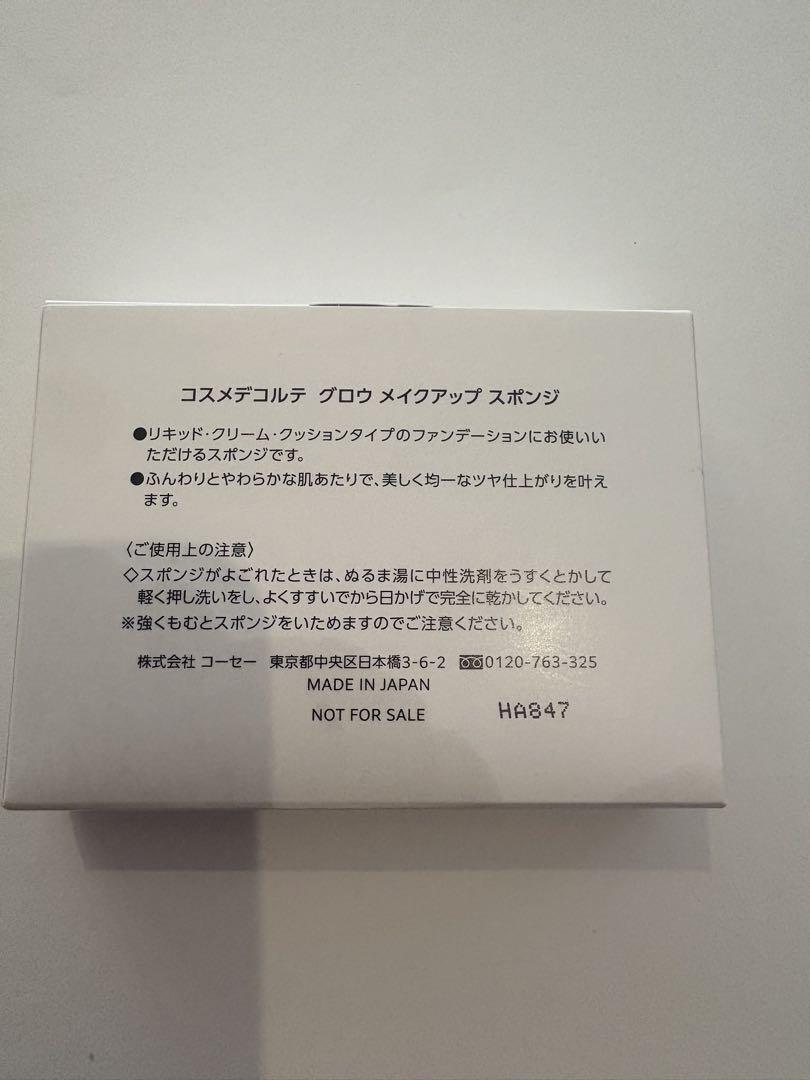 コスメデコルテ グロウ メイクアップ スポンジ
●リキッド・クリーム・クッションタイプのファンデーションにお使いい
ただけるスポンジです。
●ふんわりとやわらかな肌あたりで、美しく均一なツヤ仕上がりを叶え
ます。
〈ご使用上の注意〉
◇スポンジがよごれたときは、ぬるま湯に中性洗剤をうすくとかして
軽く押し洗いをし、よくすすいでから日かげで完全に乾かしてください。
※強くもむとスポンジをいためますのでご注意ください。
株式会社 コーセー 東京都中央区日本橋3-6-2 0120-763-325
MADE IN JAPAN
NOT FOR SALE HA847